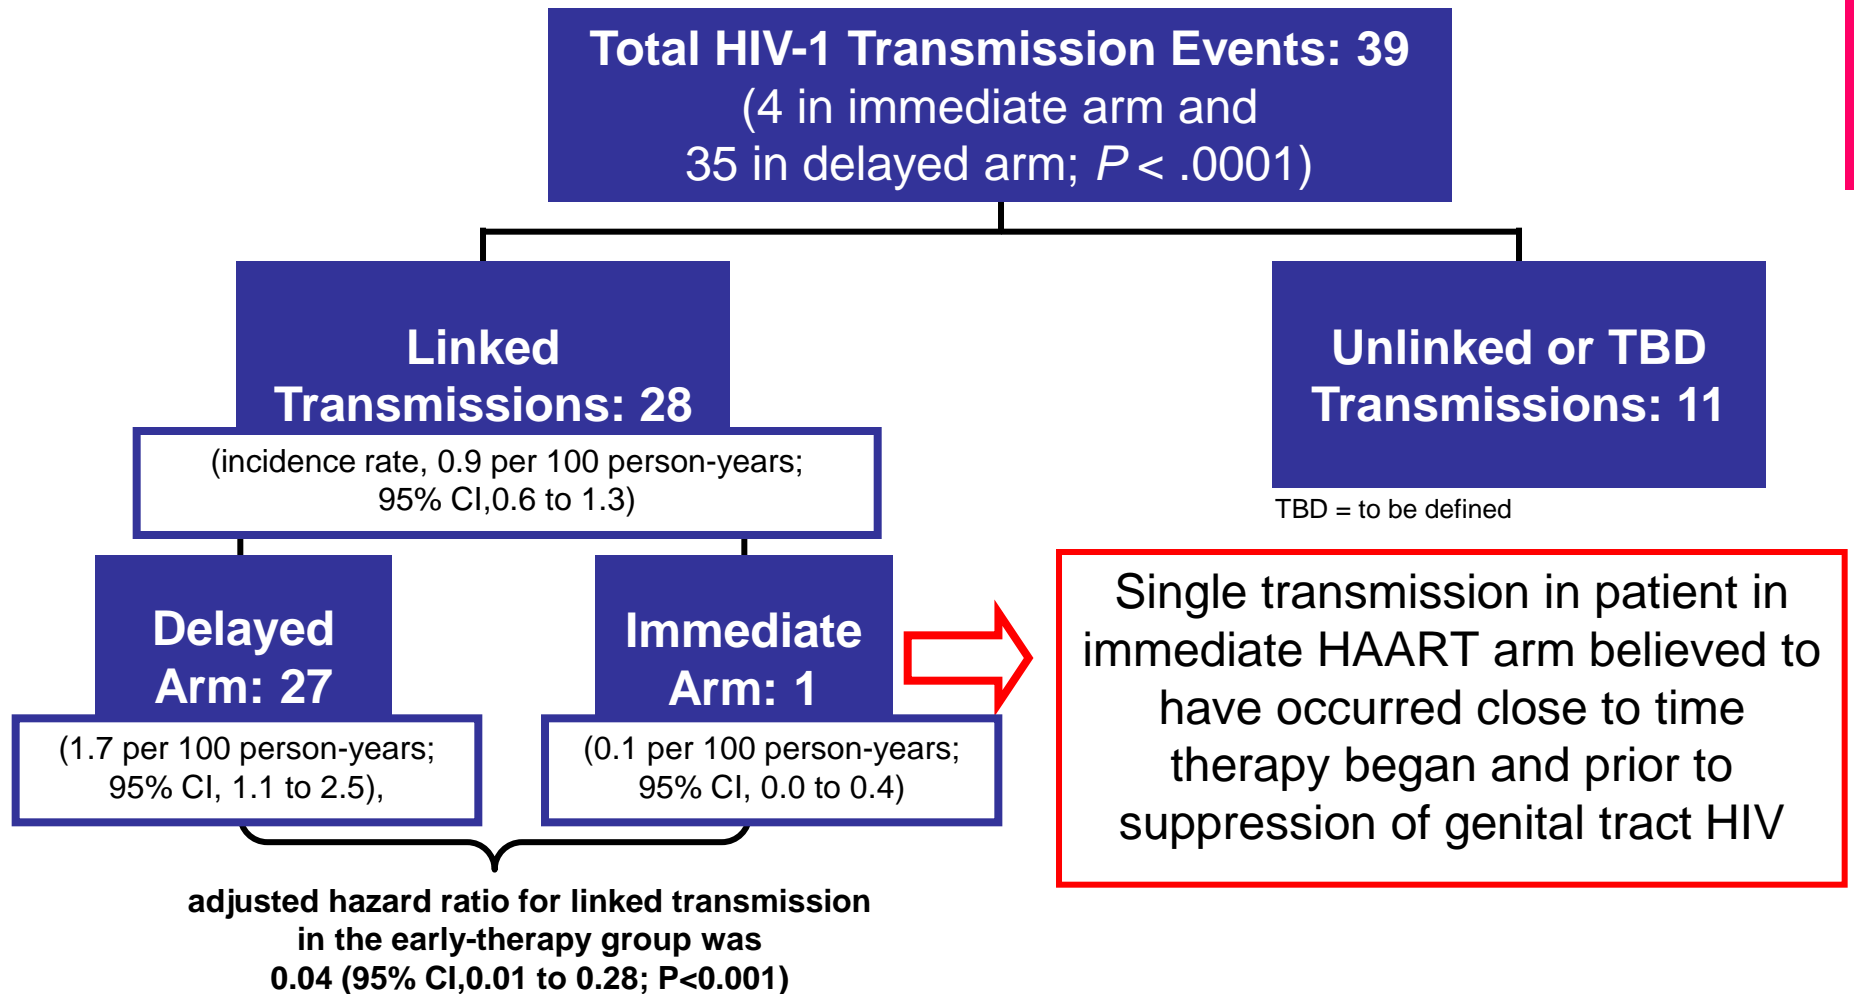 Total HIV-1 Transmission Events: 39
(4 in immediate arm and
35 in delayed arm; P < .0001)
Linked
Transmissions: 28
(incidence rate, 0.9 per 100 person-years;
95% CI,0.6 to 1.3)
Unlinked or TBD
Transmissions: 11
TBD = to be defined
Delayed
Arm: 27
(1.7 per 100 person-years;
95% CI, 1.1 to 2.5),
Immediate
Arm: 1
(0.1 per 100 person-years;
95% CI, 0.0 to 0.4)
Single transmission in patient in
immediate HAART arm believed to
have occurred close to time
therapy began and prior to
suppression of genital tract HIV
adjusted hazard ratio for linked transmission
in the early-therapy group was
0.04 (95% CI,0.01 to 0.28; P<0.001)